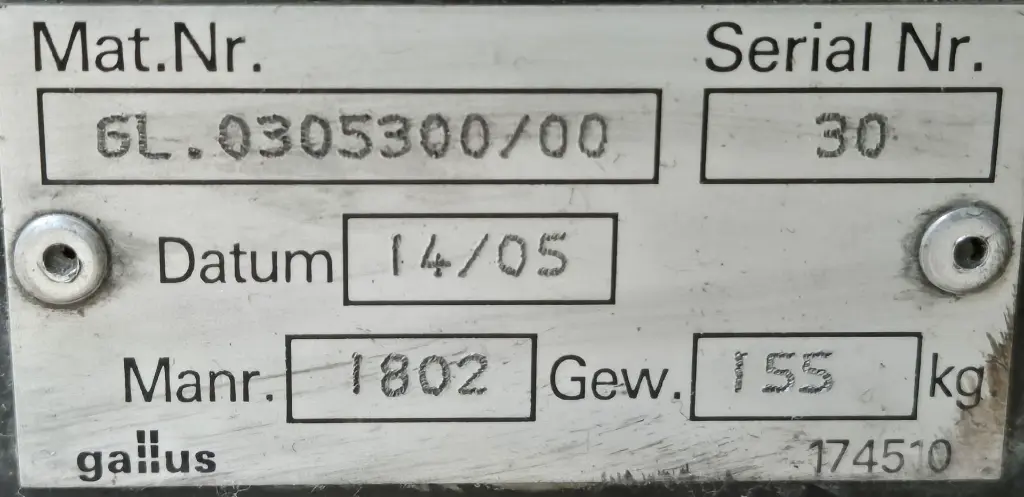 Mat.Nr. Serial Nr.
GL.0305300/00 30
Datum 14/05
Manr. 1802 Gew. 155 kg
gallus 174510